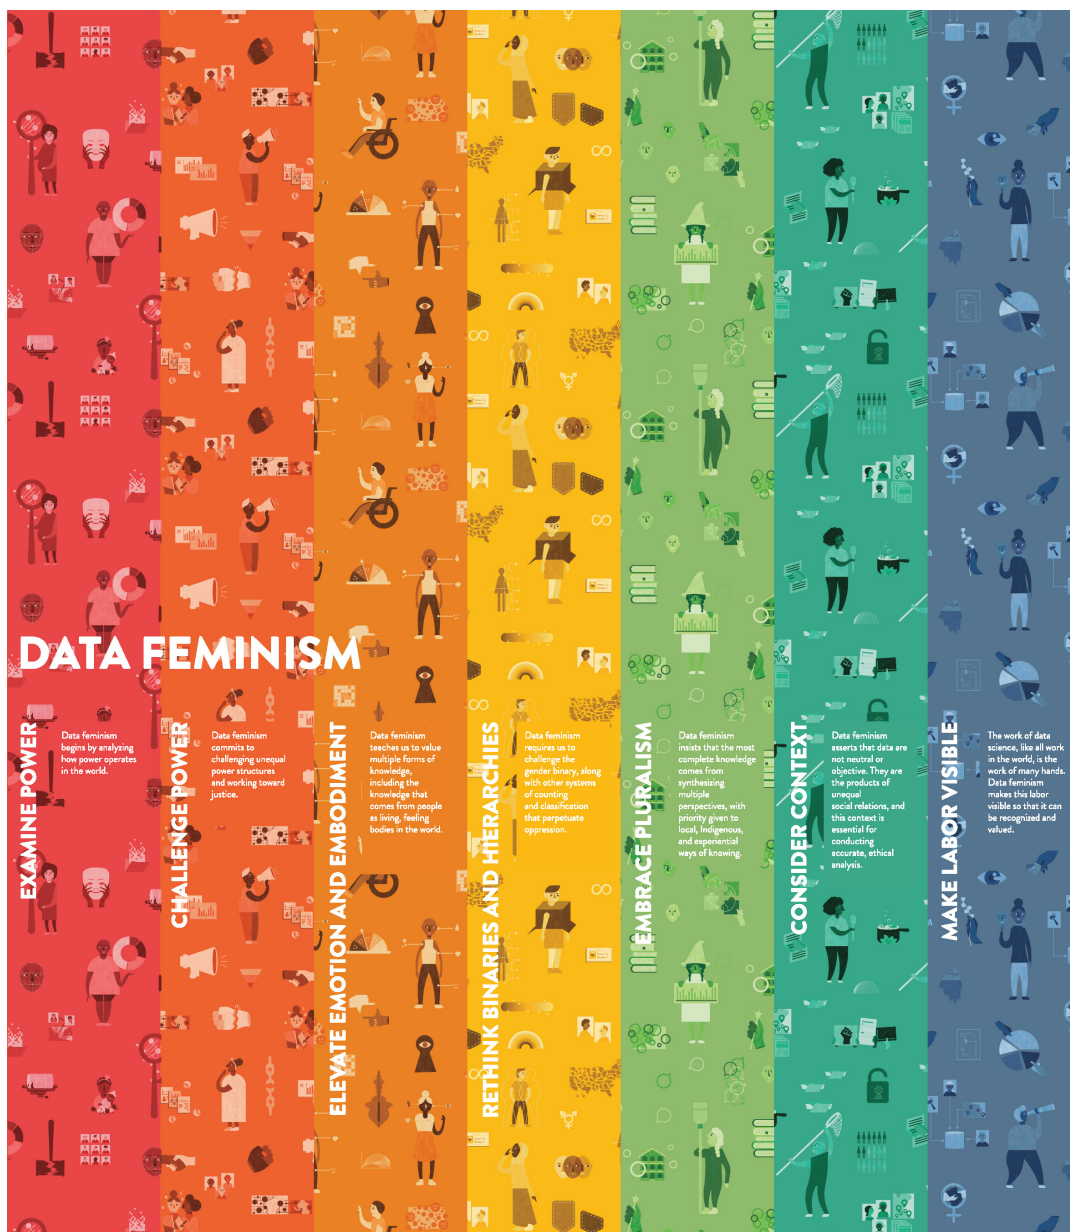 DATA FEMINISM
EXAMINE POWER
Data feminism
begins by analyzing
how power operates
in the world.
CHALLENGE POWER
Data feminism
commits to
challenging unequal
power structures
and working toward
justice.
ELEVATE EMOTION AND EMBODIMENT
Data feminism
teaches us to value
multiple forms of
knowledge,
including the
knowledge that
comes from people
as living, feeling
bodies in the world.
RETHINK BINARIES AND HIERARCHIES
Data feminism
requires us to
challenge the
gender binary, along
with other systems
of counting
and classification
that perpetuate
oppression.
EMBRACE PLURALISM
Data feminism
insists that the most
complete knowledge
comes from
synthesizing
multiple
perspectives, with
priority given to
local, Indigenous,
and experiential
ways of knowing.
CONSIDER CONTEXT
Data feminism
asserts that data are
not neutral or
objective. They are
the products of
unequal
social relations, and
this context is
essential for
conducting
accurate, ethical
analysis.
MAKE LABOR VISIBLE
The work of data
science, like all work
in the world, is the
work of many hands.
Data feminism
makes this labor
visible so that it can
be recognized and
valued.